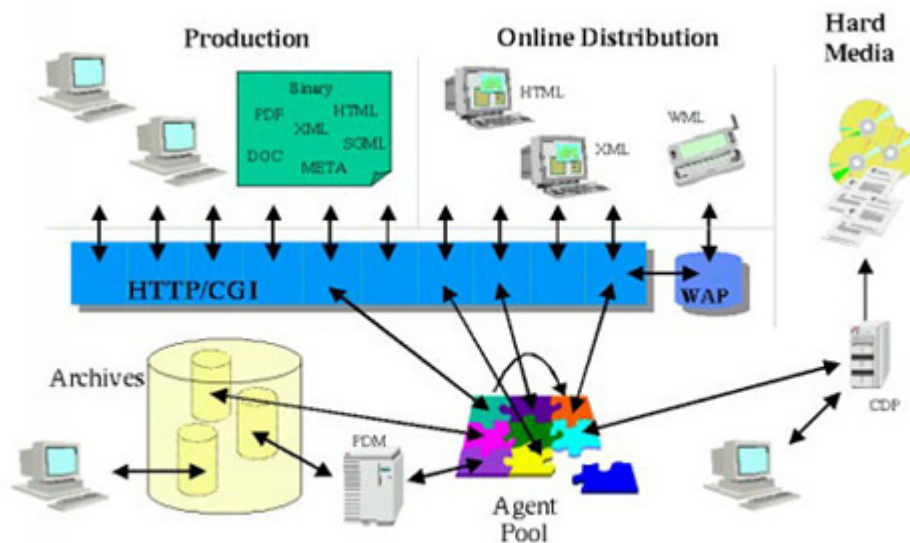 Production
Online Distribution
Hard
Media
Binary
PDF
HTML
XML
DOC
SGML
META
HTML
XML
WML
HTTP/CGI
WAP
Archives
PDM
CDP
Agent
Pool